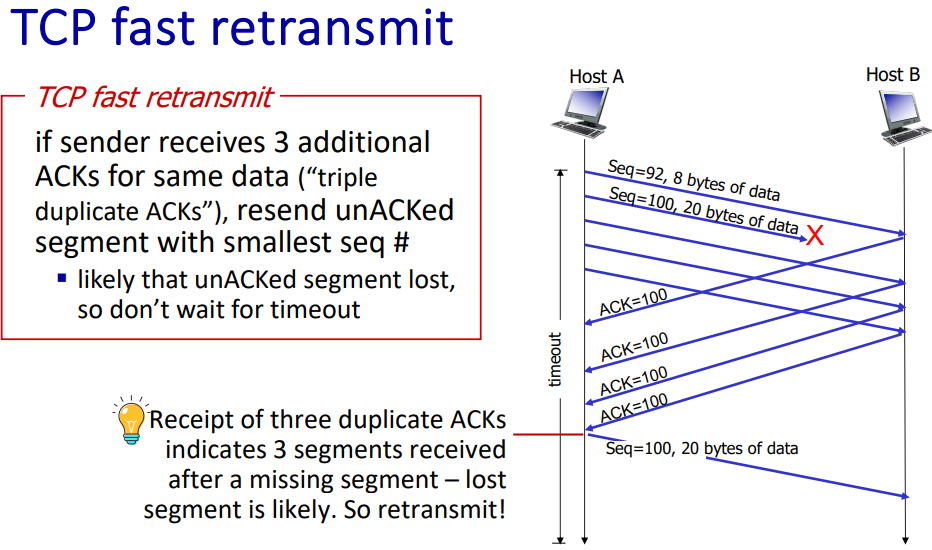 TCP fast retransmit
TCP fast retransmit
if sender receives 3 additional
ACKs for same data (“triple
duplicate ACKs”), resend unACKed
segment with smallest seq #
▪ likely that unACKed segment lost,
so don’t wait for timeout
Receipt of three duplicate ACKs
indicates 3 segments received
after a missing segment – lost
segment is likely. So retransmit!
Host A
Host B
Seq=92, 8 bytes of data
Seq=100, 20 bytes of data
X
ACK=100
ACK=100
ACK=100
ACK=100
timeout
Seq=100, 20 bytes of data